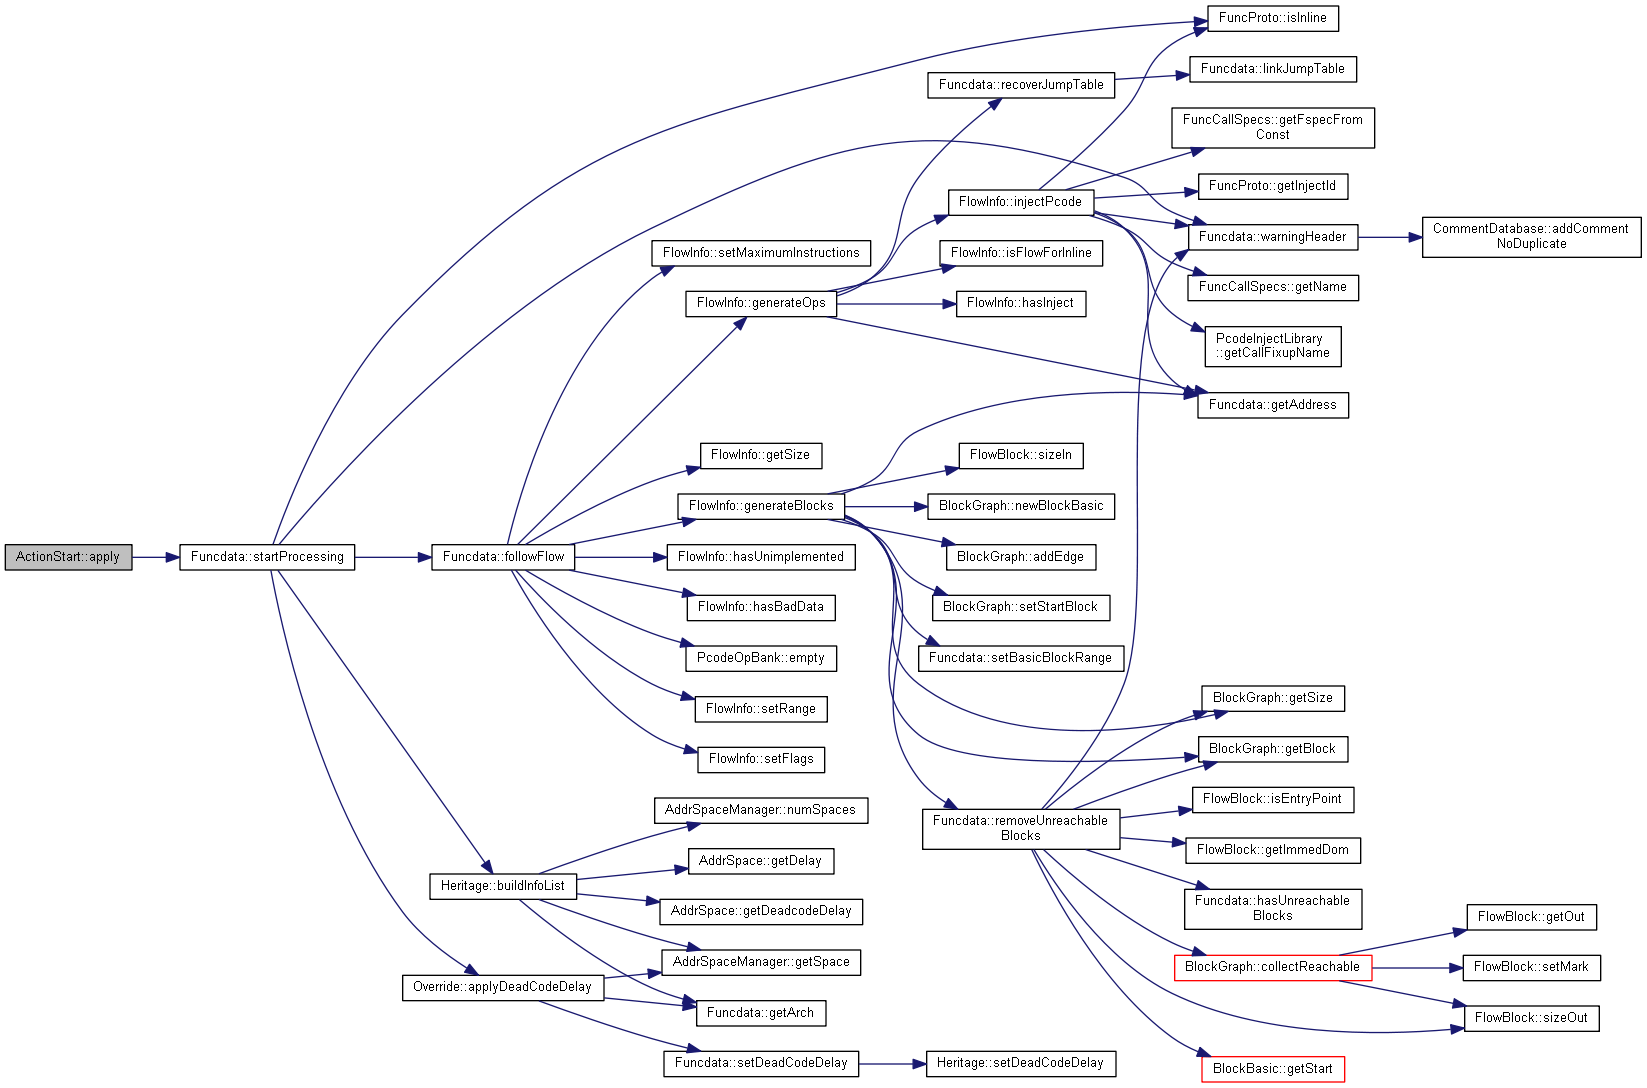 ActionStart::apply
Funcdata::startProcessing
Funcdata::followFlow
Heritage::buildInfoList
Override::applyDeadCodeDelay
FlowInfo::setMaximumInstructions
FlowInfo::generateOps
FlowInfo::getSize
FlowInfo::generateBlocks
FlowInfo::hasUnimplemented
FlowInfo::hasBadData
PcodeOpBank::empty
FlowInfo::setRange
FlowInfo::setFlags
AddrSpaceManager::numSpaces
AddrSpace::getDelay
AddrSpace::getDeadcodeDelay
AddrSpaceManager::getSpace
Funcdata::getArch
Funcdata::setDeadCodeDelay
Funcdata::recoverJumpTable
FlowInfo::injectPcode
FlowInfo::isFlowForInline
FlowInfo::hasInject
FlowBlock::sizeIn
BlockGraph::newBlockBasic
BlockGraph::addEdge
BlockGraph::setStartBlock
Funcdata::setBasicBlockRange
Funcdata::removeUnreachable
Blocks
Heritage::setDeadCodeDelay
FuncProto::isInline
Funcdata::linkJumpTable
FuncCallSpecs::getFspecFrom
Const
FuncProto::getInjectId
Funcdata::warningHeader
FuncCallSpecs::getName
PcodeInjectLibrary
::getCallFixupName
Funcdata::getAddress
BlockGraph::getSize
BlockGraph::getBlock
FlowBlock::isEntryPoint
FlowBlock::getImmedDom
Funcdata::hasUnreachable
Blocks
BlockGraph::collectReachable
BlockBasic::getStart
CommentDatabase::addComment
NoDuplicate
FlowBlock::getOut
FlowBlock::setMark
FlowBlock::sizeOut